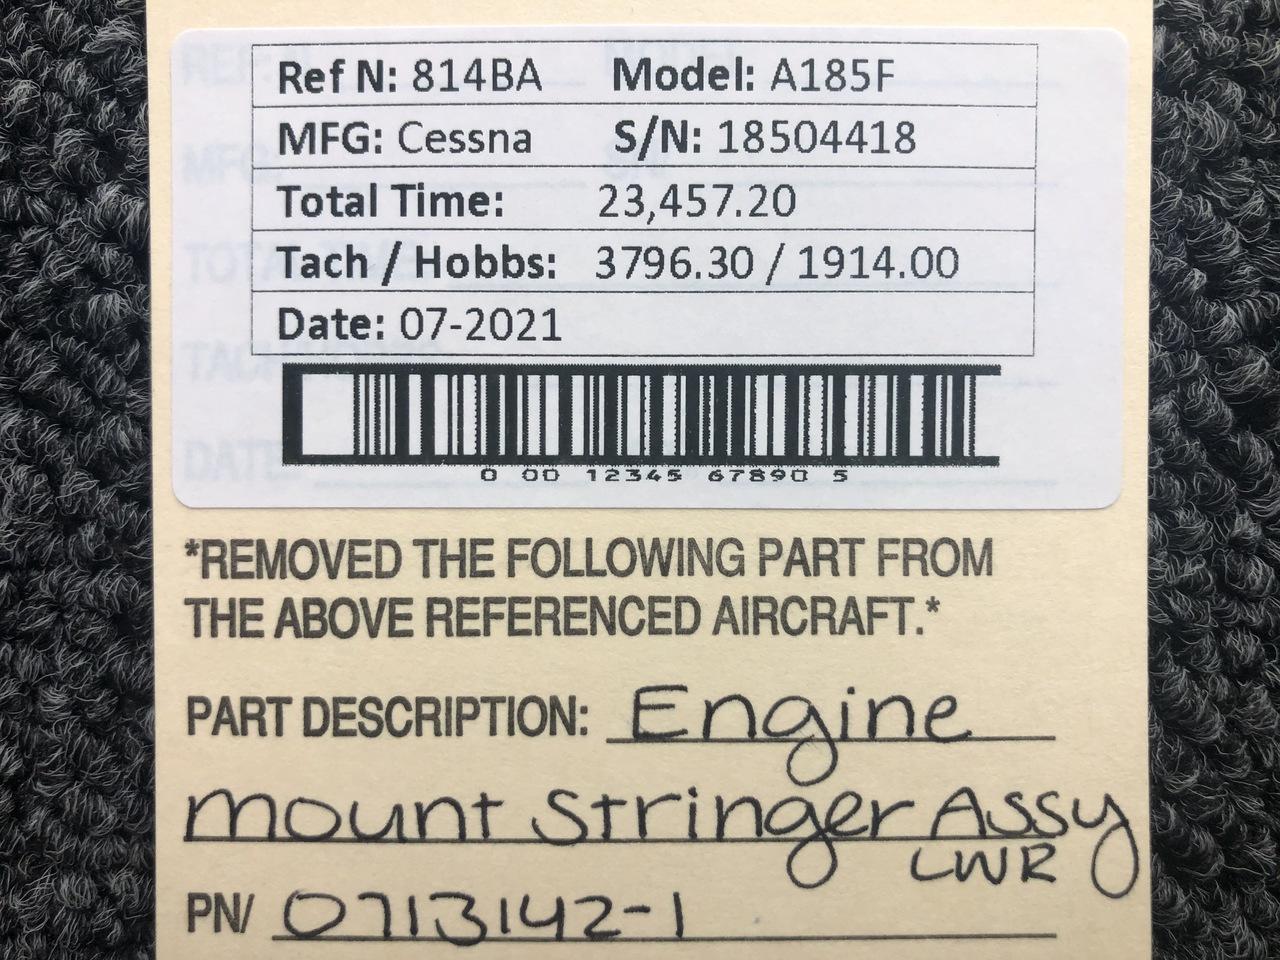 Ref N: 814BA Model: A185F
MFG: Cessna S/N: 18504418
Total Time: 23,457.20
Tach / Hobbs: 3796.30 / 1914.00
Date: 07-2021
0 00 12345 67890 5
*REMOVED THE FOLLOWING PART FROM
THE ABOVE REFERENCED AIRCRAFT.*
PART DESCRIPTION: Engine
mount Stringer Assy
LWR
PN/ 0713142-1